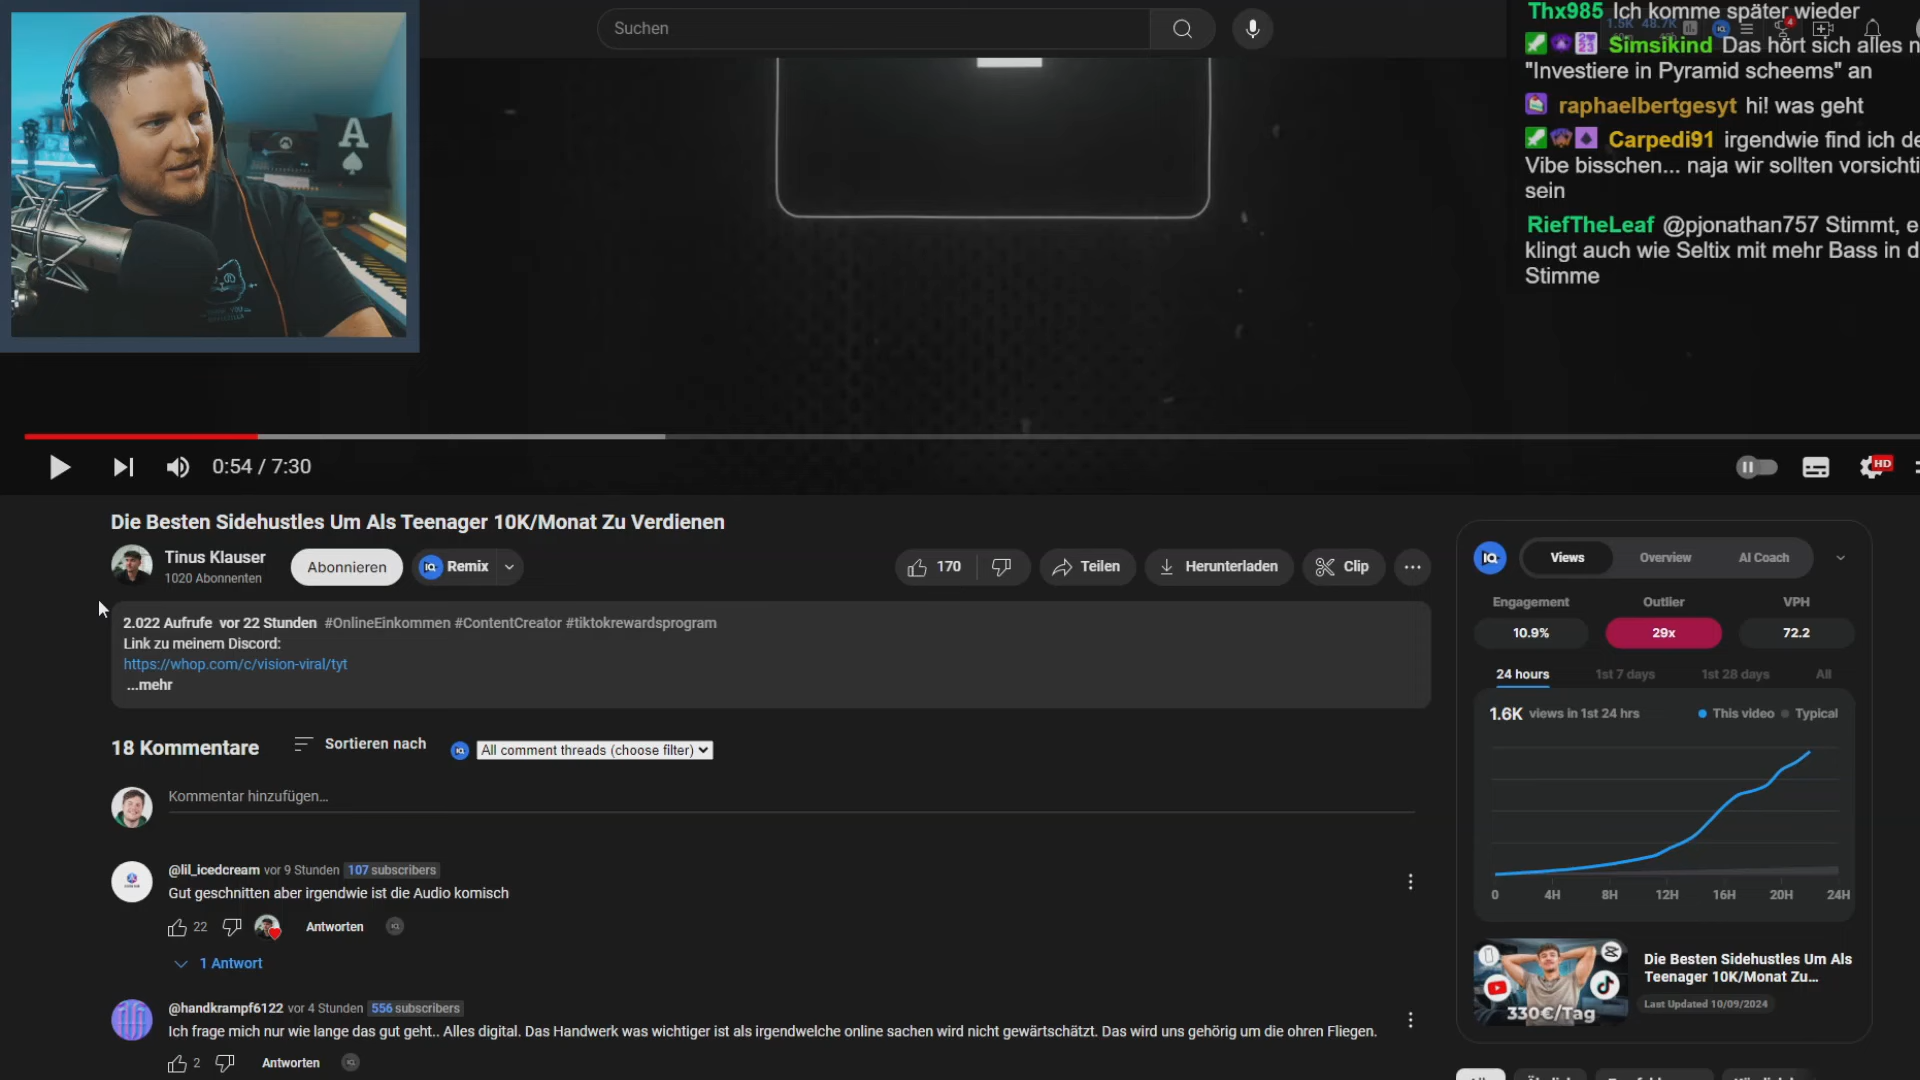 Suchen
Thx985 Ich komme später wieder
Simsikind Das hört sich alles n
"Investiere in Pyramid scheems" an
raphaelbertgesyt hi! was geht
Carpedi91 irgendwie find ich de
Vibe bisschen... naja wir sollten vorsichti
sein
RiefTheLeaf @pjonathan757 Stimmt, e
klingt auch wie Seltix mit mehr Bass in d
Stimme
1.5K 48.7K
4
A
0:54 / 7:30
HD
Die Besten Sidehustles Um Als Teenager 10K/Monat Zu Verdienen
Tinus Klauser
1020 Abonnenten
Abonnieren
Remix
170
Teilen
Herunterladen
Clip
2.022 Aufrufe vor 22 Stunden #OnlineEinkommen #ContentCreator #tiktokrewardsprogram
Link zu meinem Discord:
https://whop.com/c/vision-viral/tyt
...mehr
18 Kommentare
Sortieren nach
All comment threads (choose filter)
Kommentar hinzufügen...
@lil_icedcream vor 9 Stunden 107 subscribers
Gut geschnitten aber irgendwie ist die Audio komisch
22
Antworten
1 Antwort
@handkrampf6122 vor 4 Stunden 556 subscribers
Ich frage mich nur wie lange das gut geht.. Alles digital. Das Handwerk was wichtiger ist als irgendwelche online sachen wird nicht gewärtschätzt. Das wird uns gehörig um die ohren Fliegen.
2
Antworten
IQ
Views
Overview
AI Coach
Engagement
Outlier
VPH
10.9%
29x
72.2
24 hours
1st 7 days
1st 28 days
All
1.6K views in 1st 24 hrs
This video
Typical
0 4H 8H 12H 16H 20H 24H
330€/Tag
Die Besten Sidehustles Um Als
Teenager 10K/Monat Zu...
Last Updated 10/09/2024